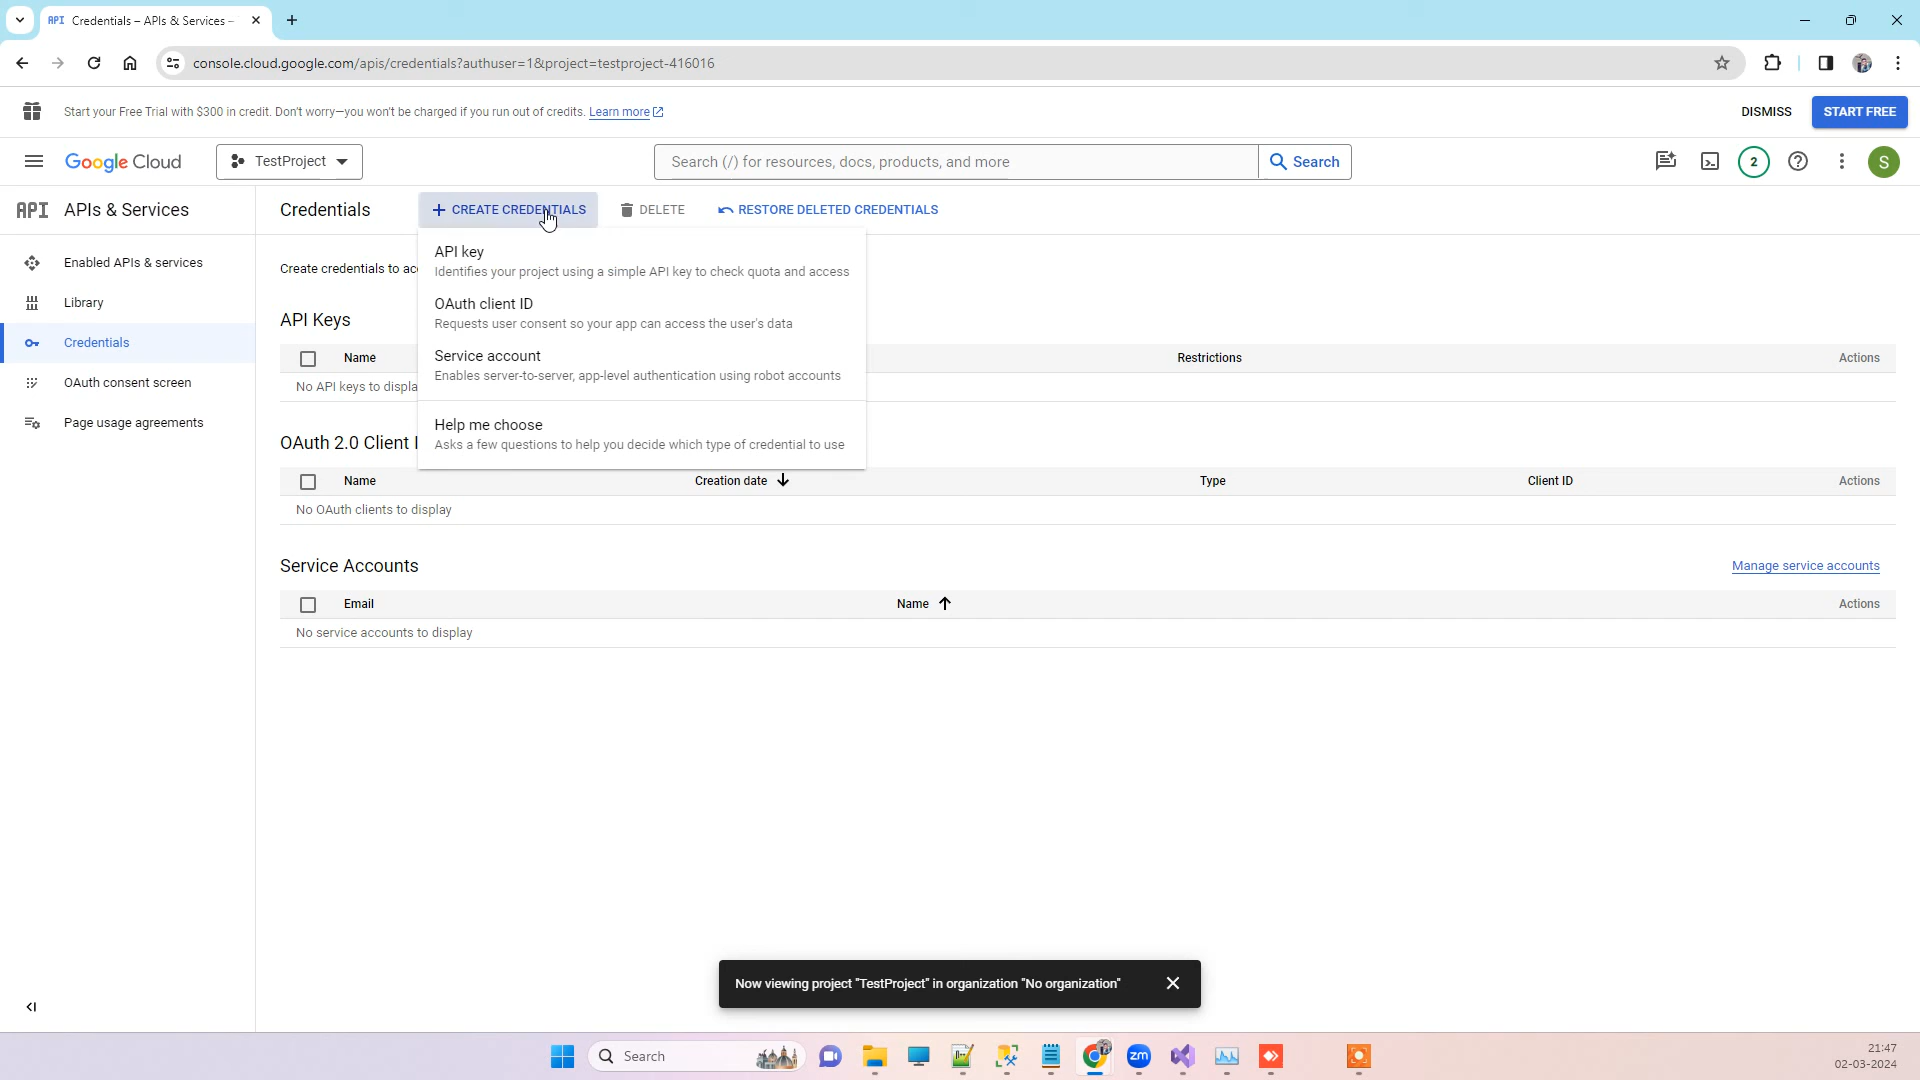 API Credentials – APIs & Services –
console.cloud.google.com/apis/credentials?authuser=1&project=testproject-416016
Start your Free Trial with $300 in credit. Don't worry—you won't be charged if you run out of credits. Learn more
DISMISS
START FREE
Google Cloud
TestProject
Search (/) for resources, docs, products, and more
Search
2
S
API APIs & Services
Credentials
+ CREATE CREDENTIALS
DELETE
RESTORE DELETED CREDENTIALS
Enabled APIs & services
Library
Credentials
OAuth consent screen
Page usage agreements
API key
Identifies your project using a simple API key to check quota and access
OAuth client ID
Requests user consent so your app can access the user's data
Service account
Enables server-to-server, app-level authentication using robot accounts
Help me choose
Asks a few questions to help you decide which type of credential to use
Create credentials to
API Keys
Name
Restrictions
Actions
No API keys to
OAuth 2.0 Client
Name
Creation date
Type
Client ID
Actions
No OAuth clients to display
Service Accounts
Manage service accounts
Email
Name
Actions
No service accounts to display
Now viewing project "TestProject" in organization "No organization"
Search
zm
21:47
02-03-2024